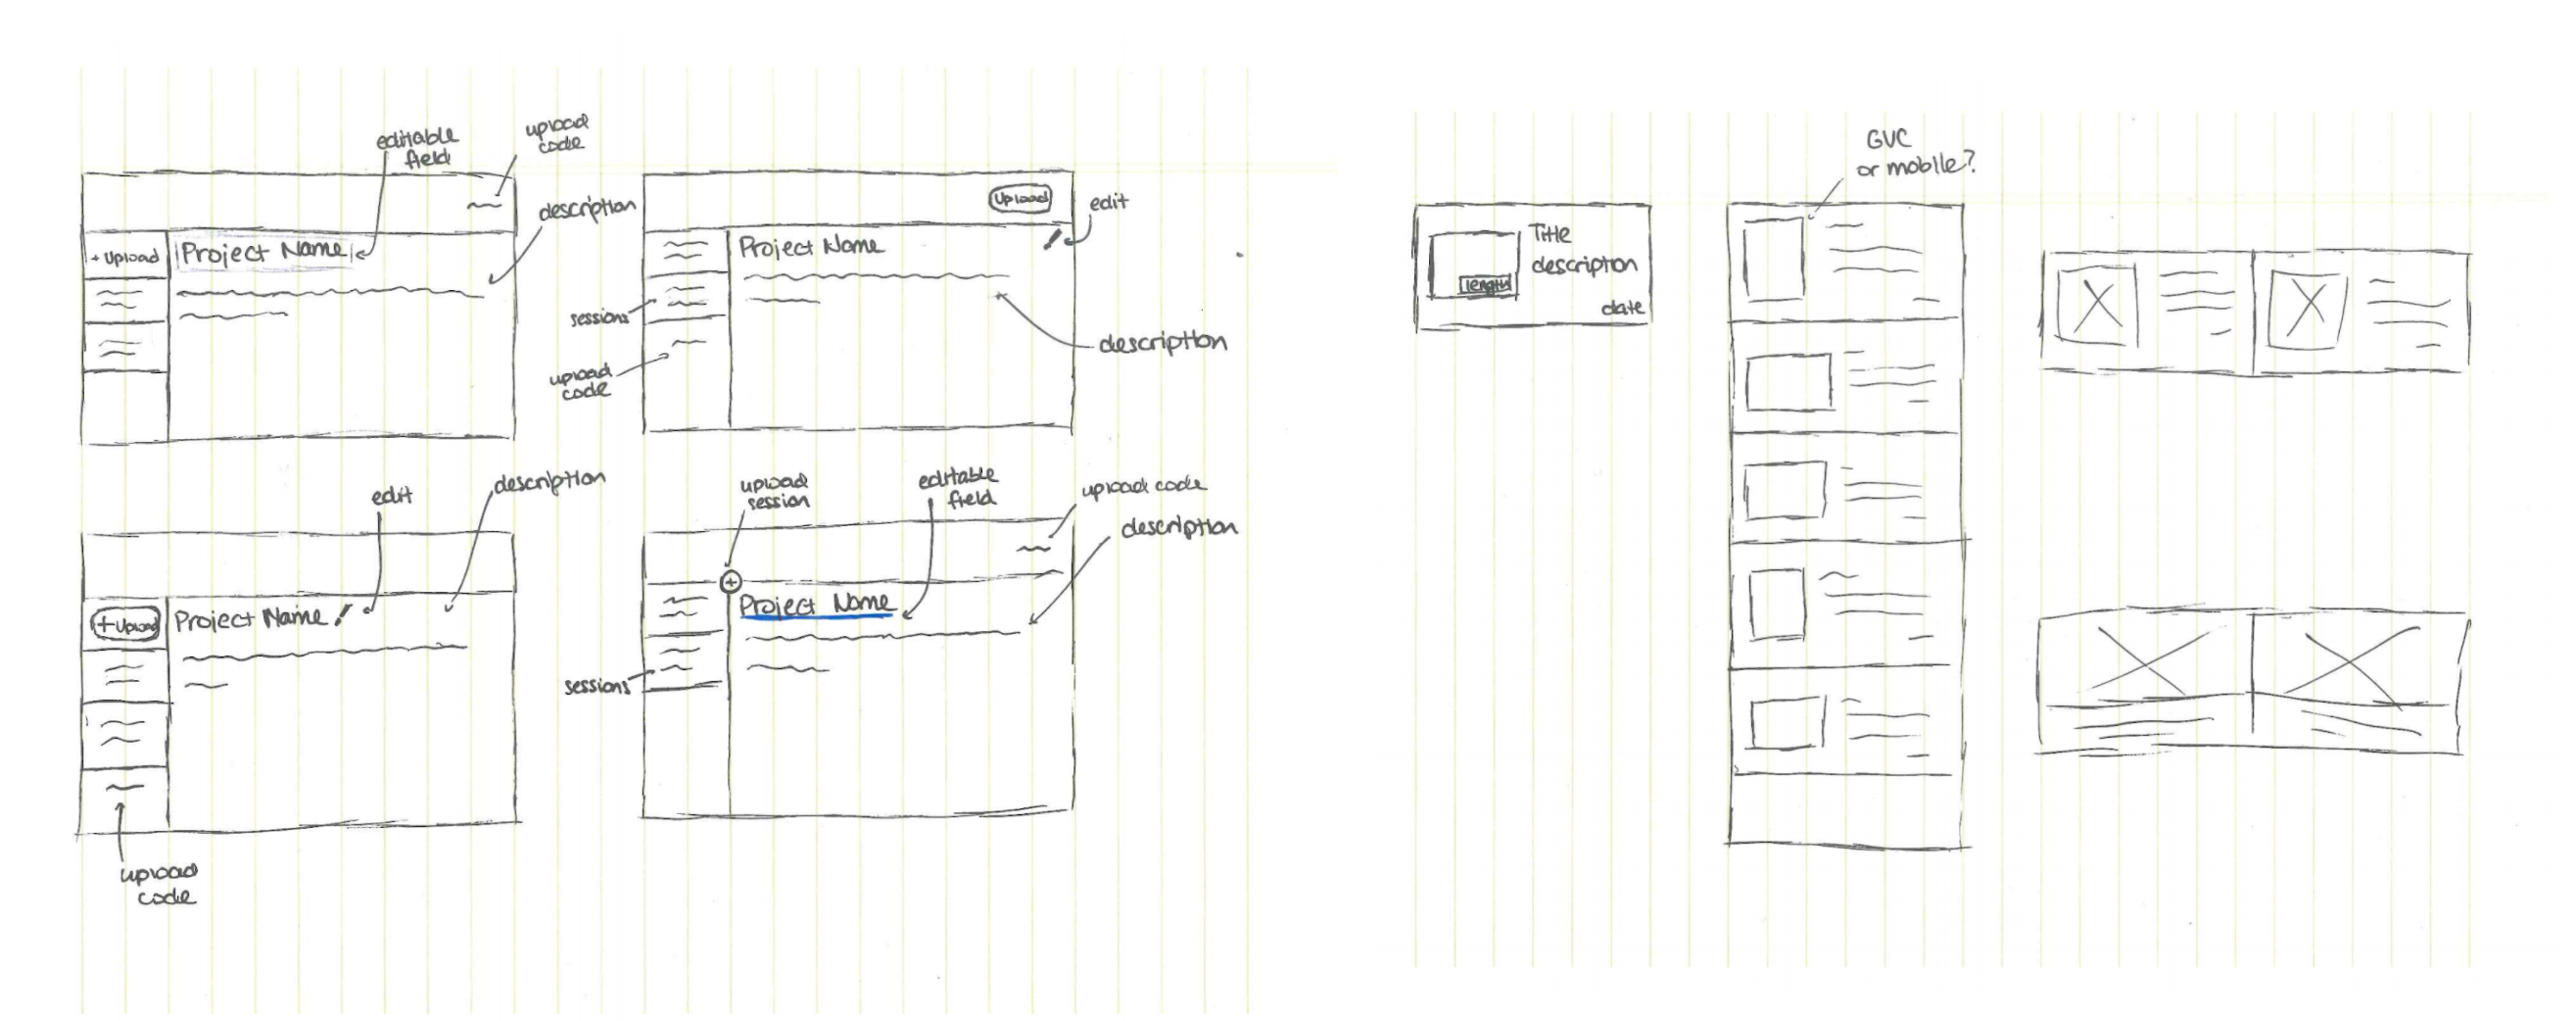 editable
field
upload
code
description
+ Upload
Project Name
Upload
edit
Project Name
sessions
upload
code
description
edit
description
+ Upload
Project Name
upload
code
upload
session
editable
field
upload code
description
Project Name
sessions
GVC
or mobile?
Title
description
length
date